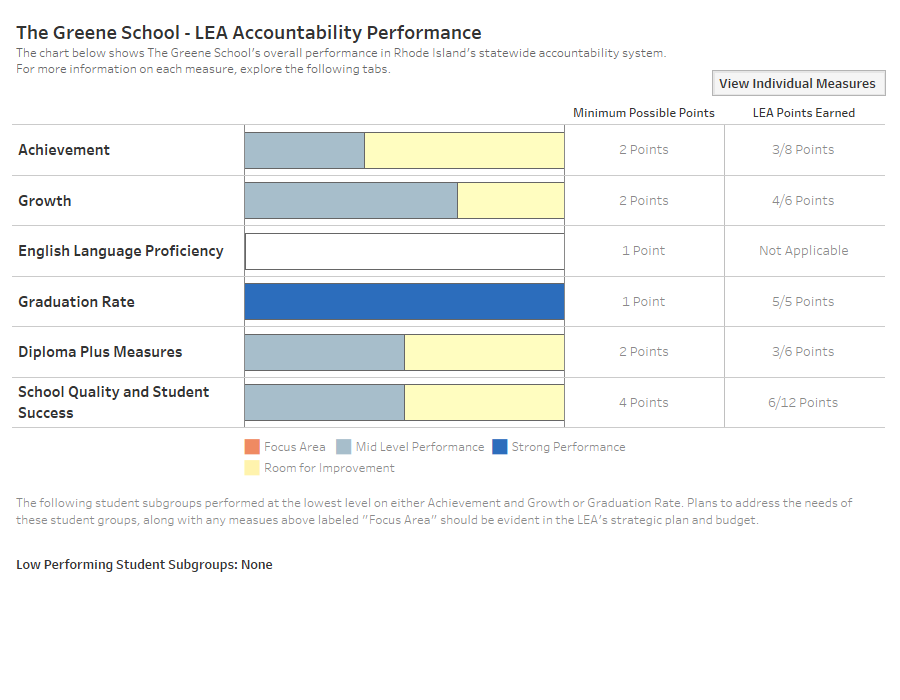 The Greene School - LEA Accountability Performance
The chart below shows The Greene School's overall performance in Rhode Island's statewide accountability system.
For more information on each measure, explore the following tabs.
View Individual Measures
Minimum Possible Points LEA Points Earned
Achievement 2 Points 3/8 Points
Growth 2 Points 4/6 Points
English Language Proficiency 1 Point Not Applicable
Graduation Rate 1 Point 5/5 Points
Diploma Plus Measures 2 Points 3/6 Points
School Quality and Student
Success 4 Points 6/12 Points
Focus Area Mid Level Performance Strong Performance
Room for Improvement
The following student subgroups performed at the lowest level on either Achievement and Growth or Graduation Rate. Plans to address the needs of
these student groups, along with any measues above labeled "Focus Area" should be evident in the LEA's strategic plan and budget.
Low Performing Student Subgroups: None